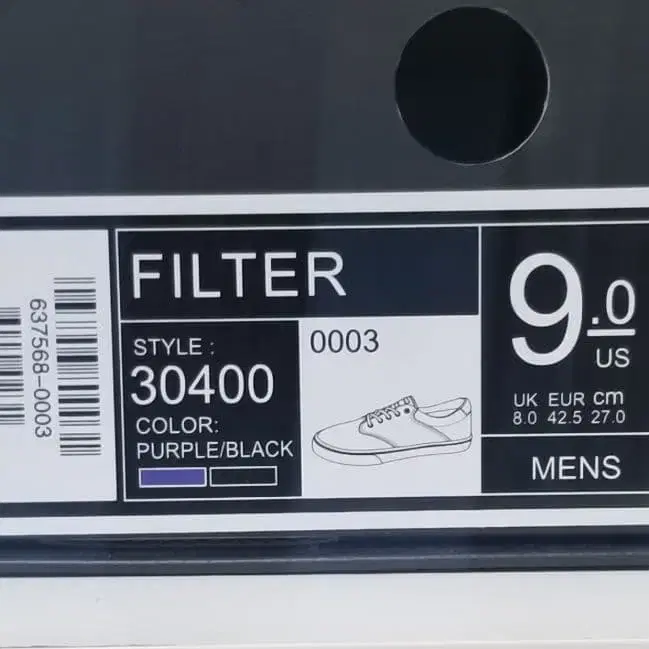 637568-0003
FILTER
STYLE :
30400
COLOR:
PURPLE/BLACK
0003
9.0
US
UK EUR cm
8.0 42.5 27.0
MENS